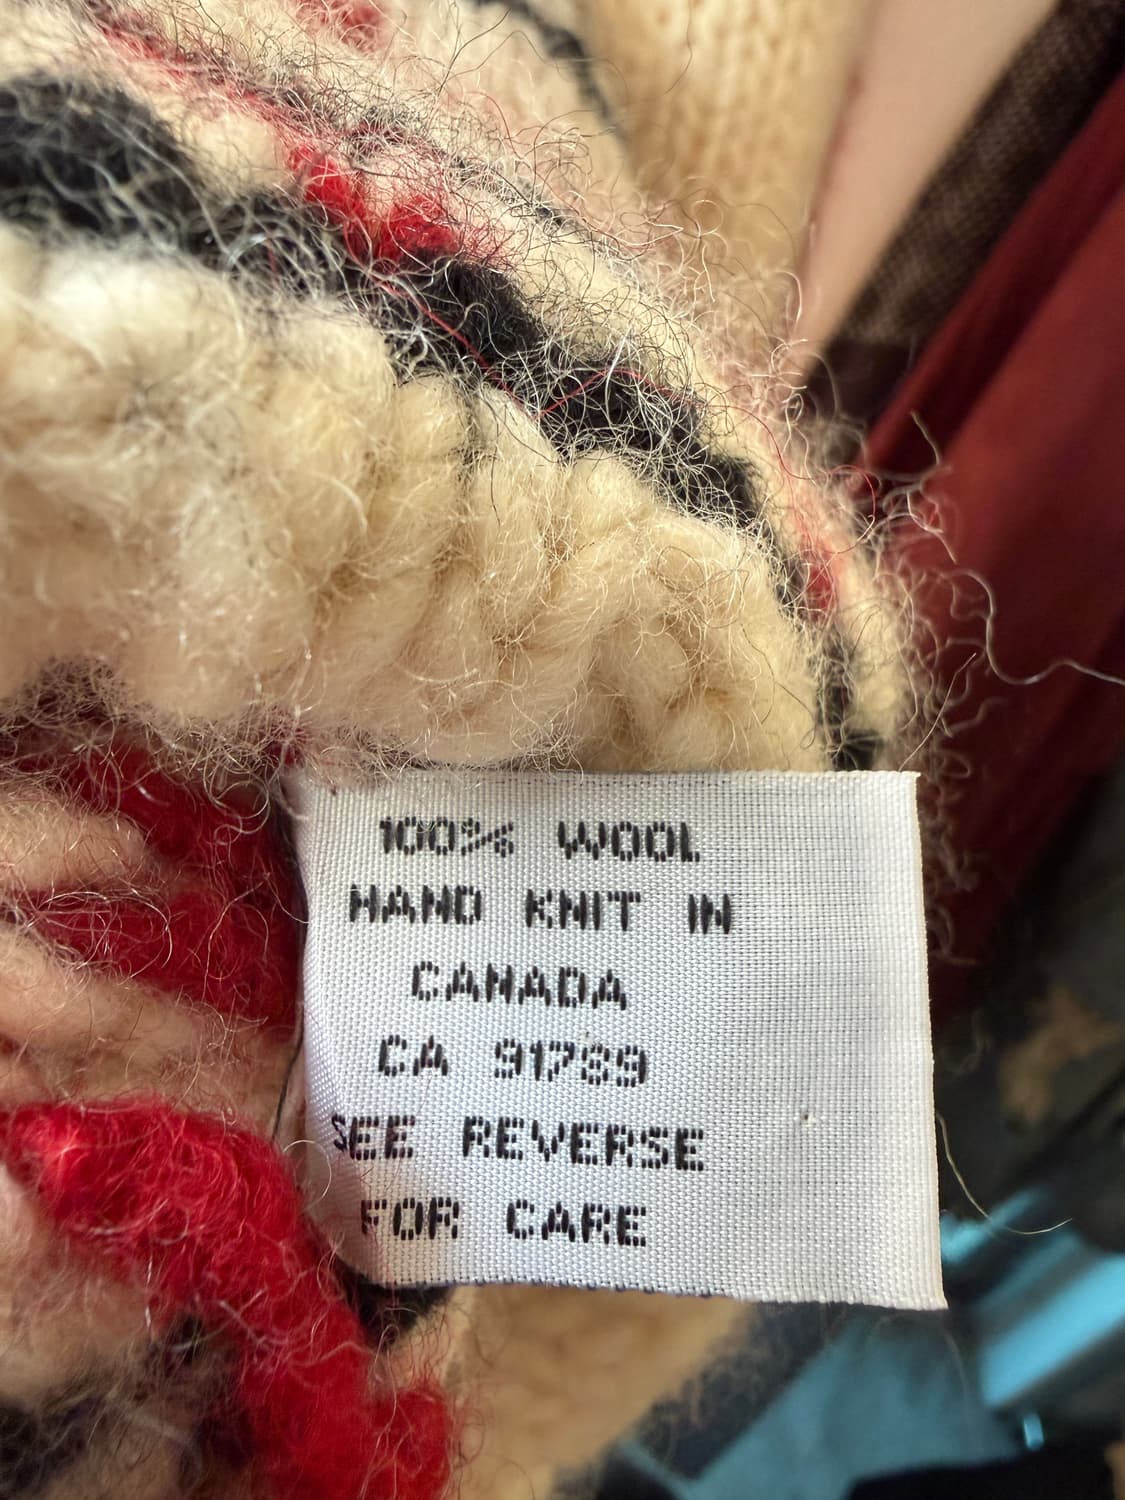 100% WOOL
HAND KNIT IN
CANADA
CA 91789
SEE REVERSE
FOR CARE